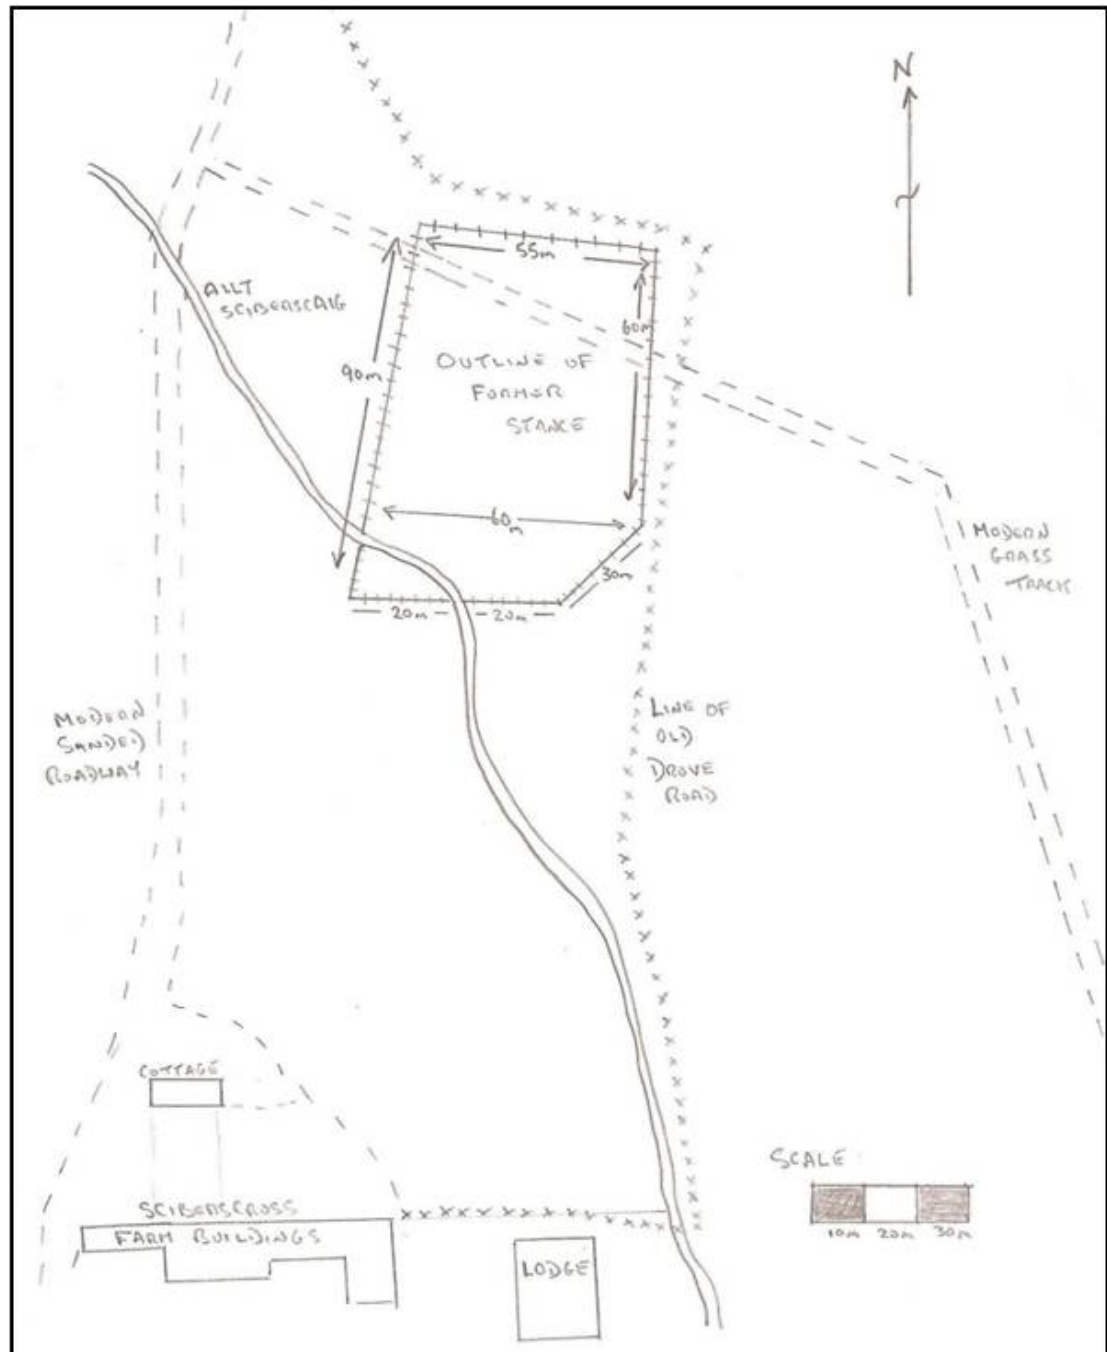 N
55m
ALLT
SCIBERSCAIG
60m
90m
OUTLINE OF
FORMER
STANCE
60m
MODERN
GRASS
TRACK
30m
20m
20m
MODERN
SANDED
ROADWAY
LINE OF
OLD
DROVE
ROAD
COTTAGE
SCALE
SCIBERSCROSS
FARM BUILDINGS
10m 20m 30m
LODGE